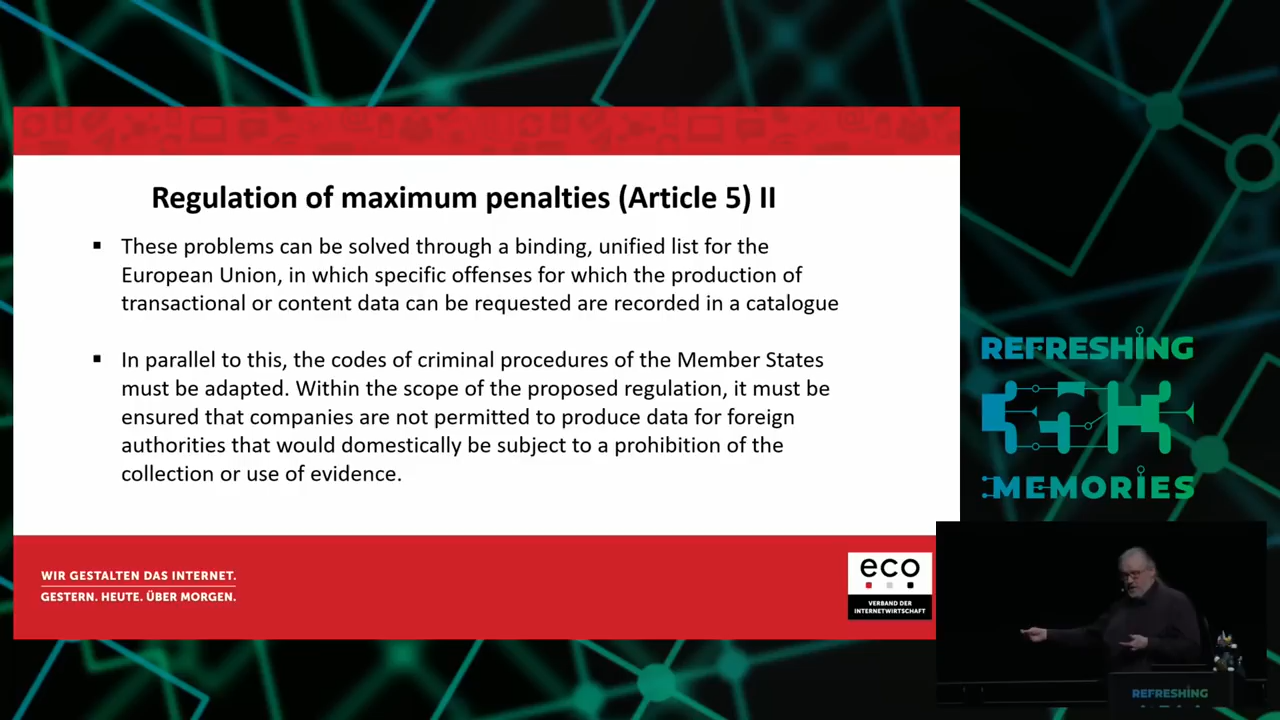 Regulation of maximum penalties (Article 5) II
These problems can be solved through a binding, unified list for the
European Union, in which specific offenses for which the production of
transactional or content data can be requested are recorded in a catalogue
In parallel to this, the codes of criminal procedures of the Member States
must be adapted. Within the scope of the proposed regulation, it must be
ensured that companies are not permitted to produce data for foreign
authorities that would domestically be subject to a prohibition of the
collection or use of evidence.
WIR GESTALTEN DAS INTERNET.
GESTERN. HEUTE. ÜBER MORGEN.
eco
VERBAND DER
INTERNETWIRTSCHAFT
REFRESHING
MEMORIES
REFRESHING